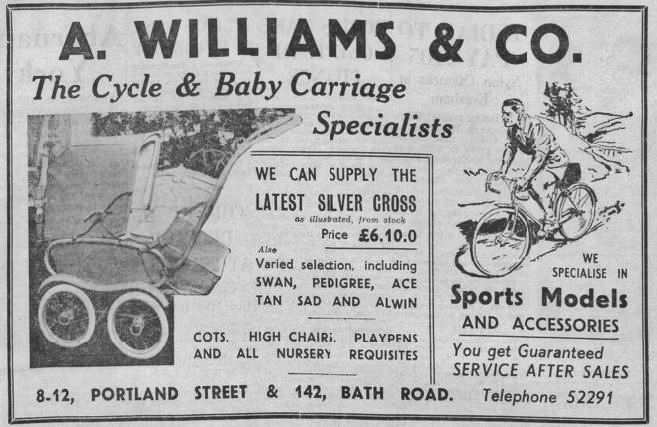 A. WILLIAMS & CO.
The Cycle & Baby Carriage
Specialists
WE CAN SUPPLY THE
LATEST SILVER CROSS
as illustrated, from stock
Price £6.10.0
Also
Varied selection, including
SWAN, PEDIGREE, ACE
TAN SAD AND ALWIN
COTS, HIGH CHAIRS, PLAYPENS
AND ALL NURSERY REQUISITES
WE
SPECIALISE IN
Sports Models
AND ACCESSORIES
You get Guaranteed
SERVICE AFTER SALES
8-12, PORTLAND STREET & 142, BATH ROAD. Telephone 52291